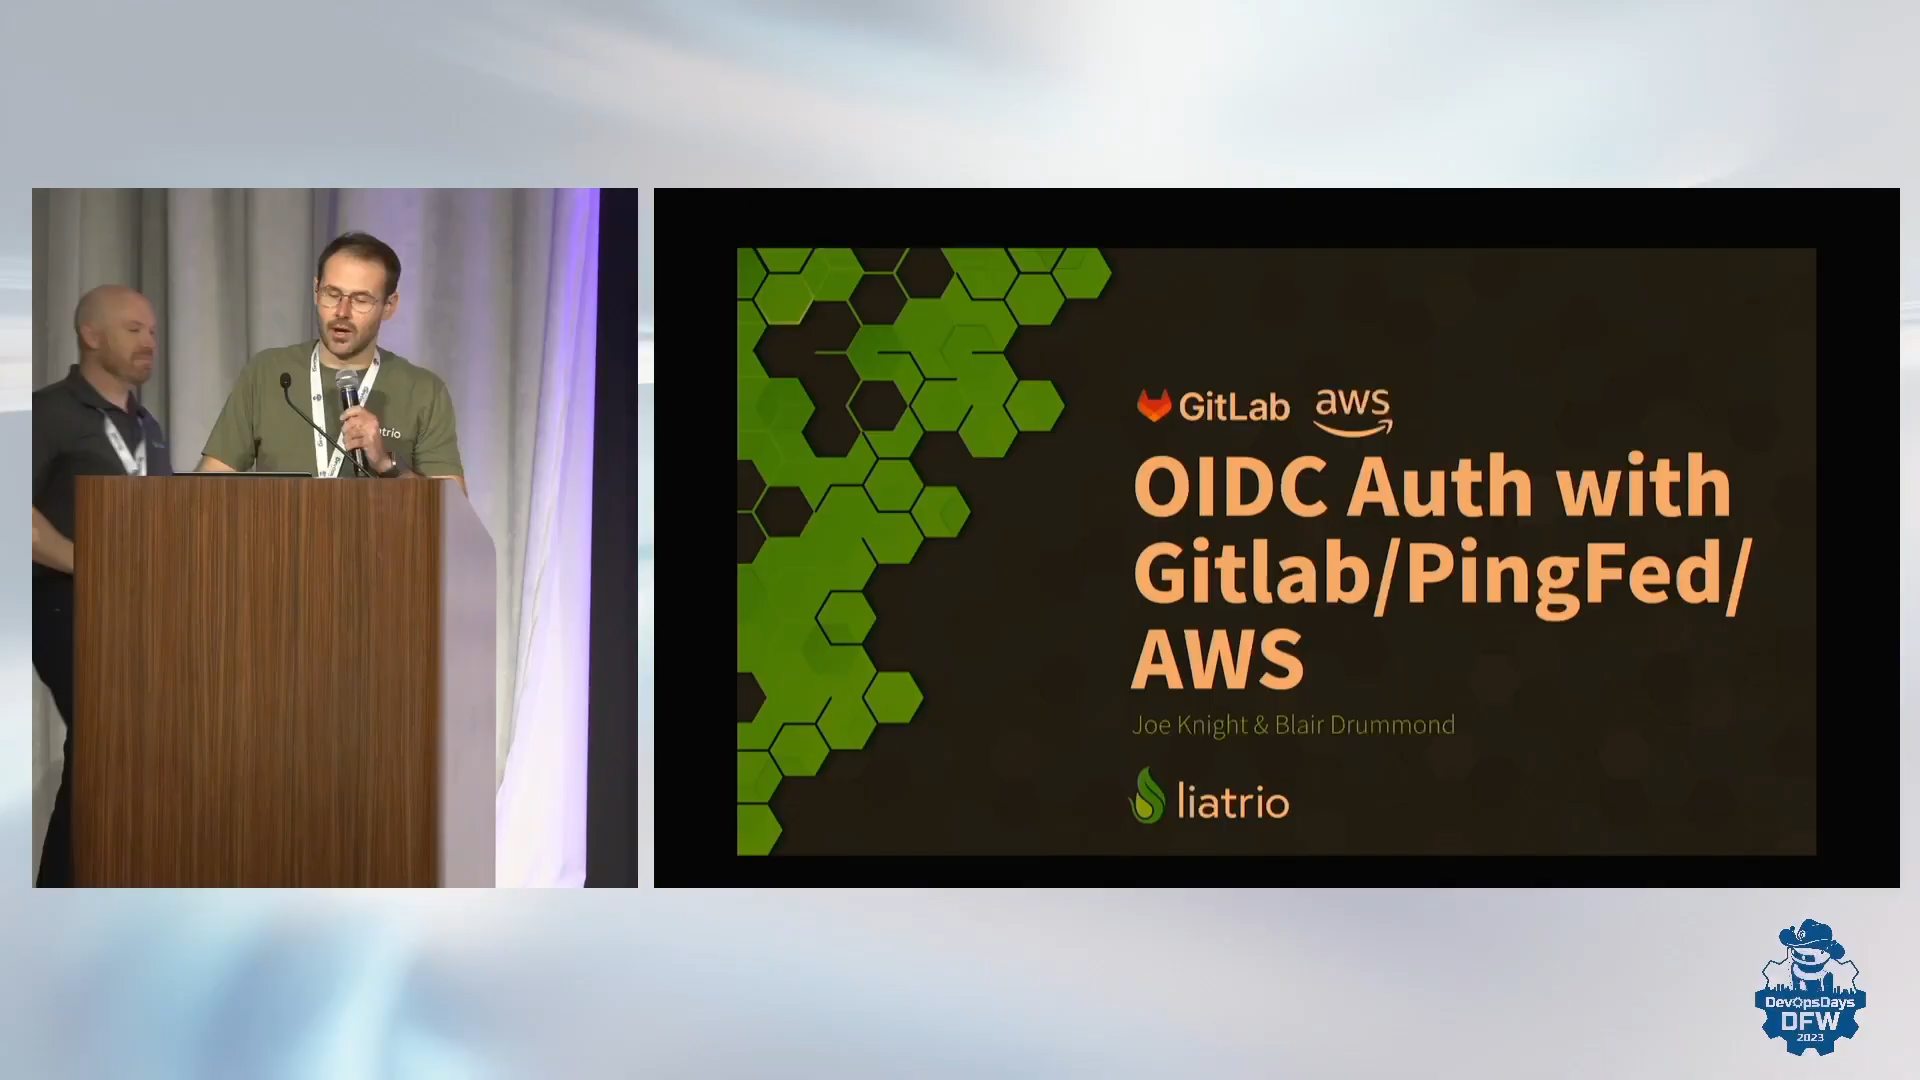 GitLab aws
OIDC Auth with
Gitlab/PingFed/
AWS
Joe Knight & Blair Drummond
liatrio
DevOpsDays
DFW
2023